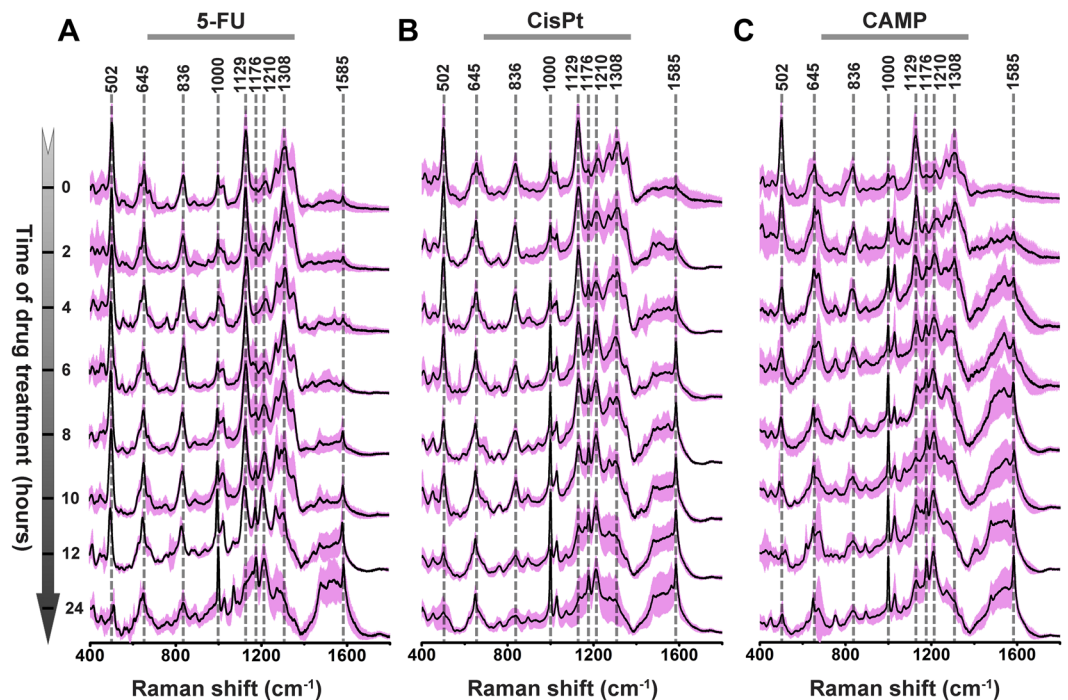 A 5-FU
502 645 836 1000 1129 1176 1210 1308 1585
B CisPt
502 645 836 1000 1129 1176 1210 1308 1585
C CAMP
502 645 836 1000 1129 1176 1210 1308 1585
Time of drug treatment (hours)
0
2
4
6
8
10
12
24
400 800 1200 1600
Raman shift (cm⁻¹)
400 800 1200 1600
Raman shift (cm⁻¹)
400 800 1200 1600
Raman shift (cm⁻¹)